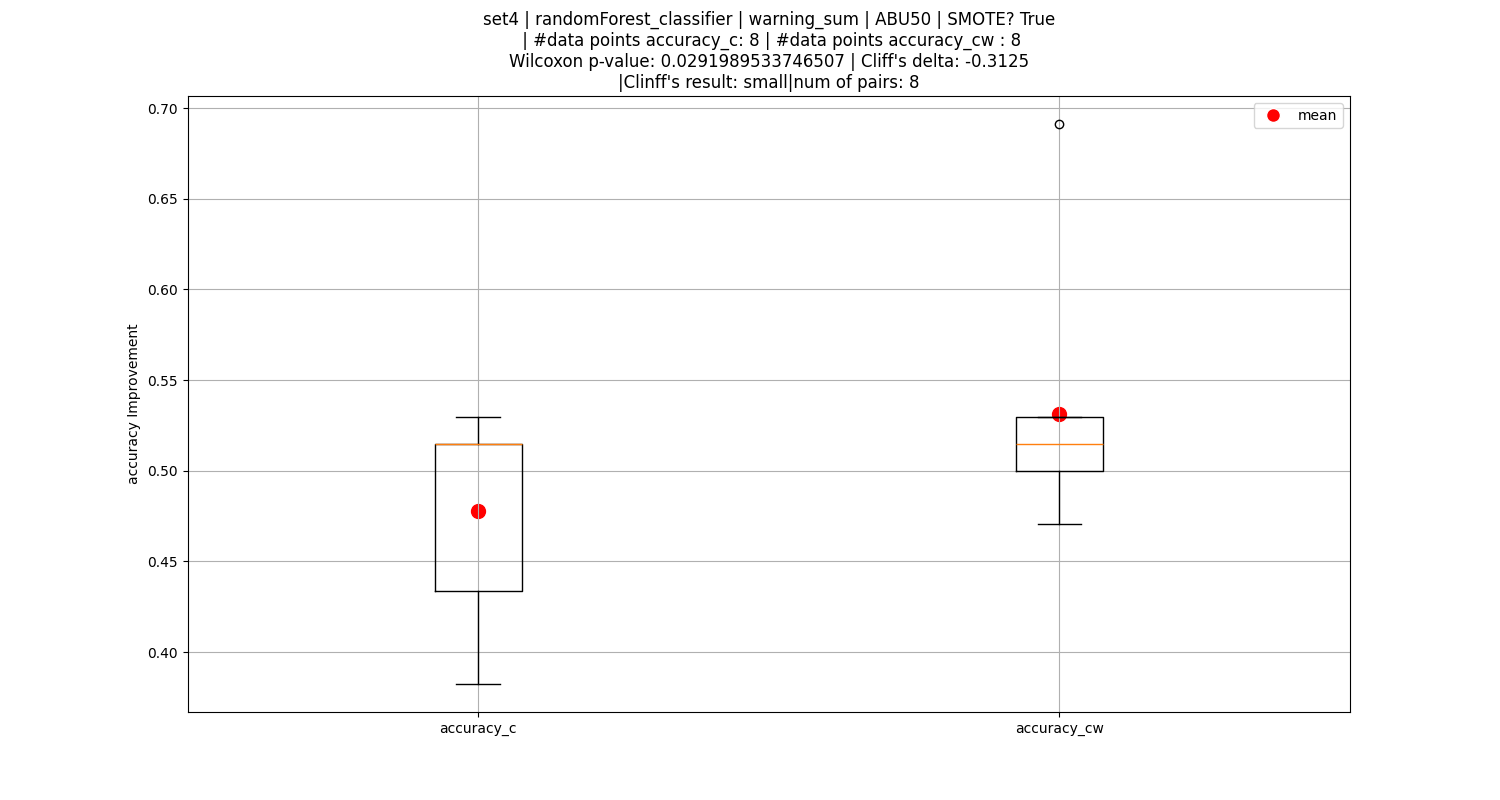 set4 | randomForest_classifier | warning_sum | ABU50 | SMOTE? True
| #data points accuracy_c: 8 | #data points accuracy_cw : 8
Wilcoxon p-value: 0.0291989533746507 | Cliff's delta: -0.3125
|Clinff's result: small|num of pairs: 8
mean
0.70
0.65
0.60
0.55
0.50
0.45
0.40
accuracy Improvement
accuracy_c
accuracy_cw